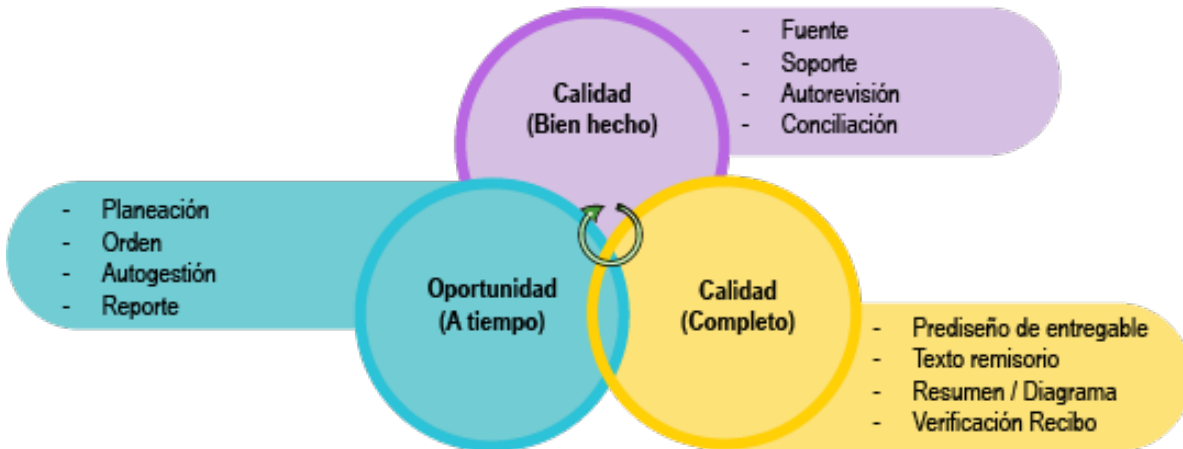 Calidad
(Bien hecho)
- Fuente
- Soporte
- Autorevisión
- Conciliación
- Planeación
- Orden
- Autogestión
- Reporte
Oportunidad
(A tiempo)
Calidad
(Completo)
- Prediseño de entregable
- Texto remisorio
- Resumen / Diagrama
- Verificación Recibo